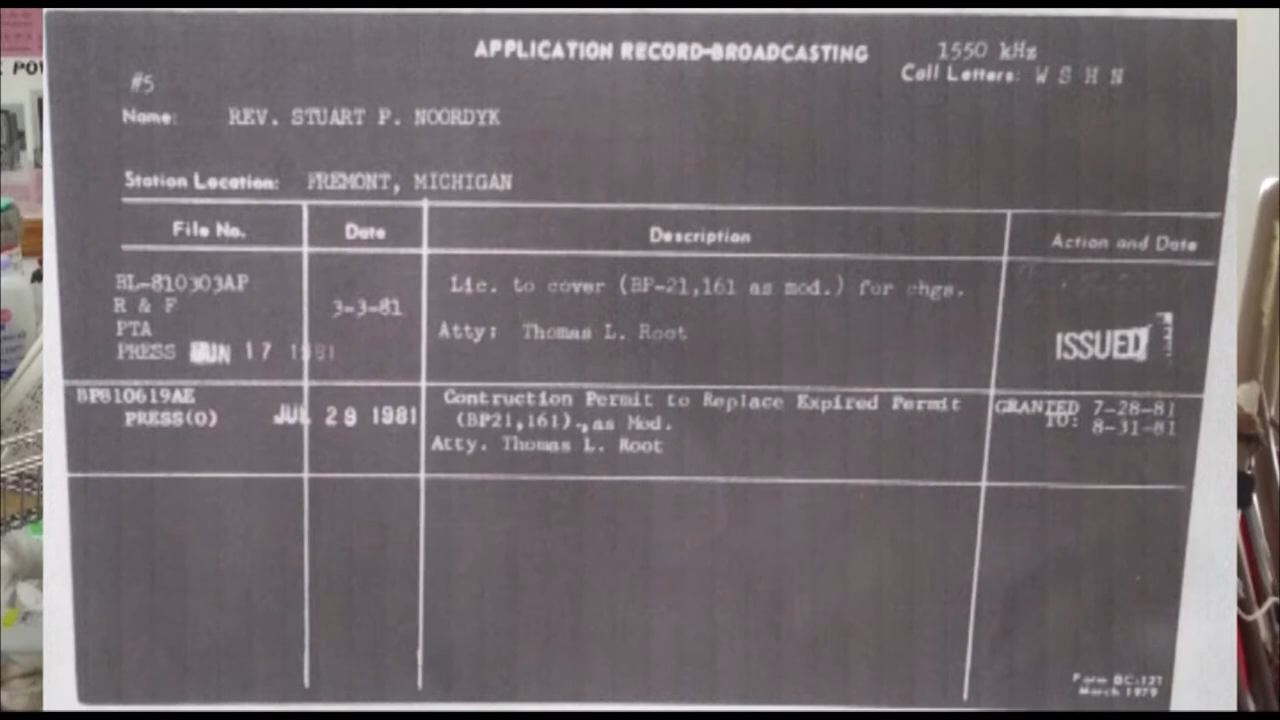 APPLICATION RECORD-BROADCASTING
1550 kHz
Call Letters: W S H N
#5
Name: REV. STUART P. NOORDYK
Station Location: FREMONT, MICHIGAN
File No. Date Description Action and Date
BL-810303AP Lic. to cover (BP-21,161 as mod.) for chgs.
R & F 3-3-81
PTA Atty: Thomas L. Root
PRESS JUN 17 1981 ISSUED
BP810619AE Contruction Permit to Replace Expired Permit GRANTED 7-28-81
PRESS(O) JUL 29 1981 (BP21,161).,as Mod. TO: 8-31-81
Atty. Thomas L. Root
Form BC-121
March 1979